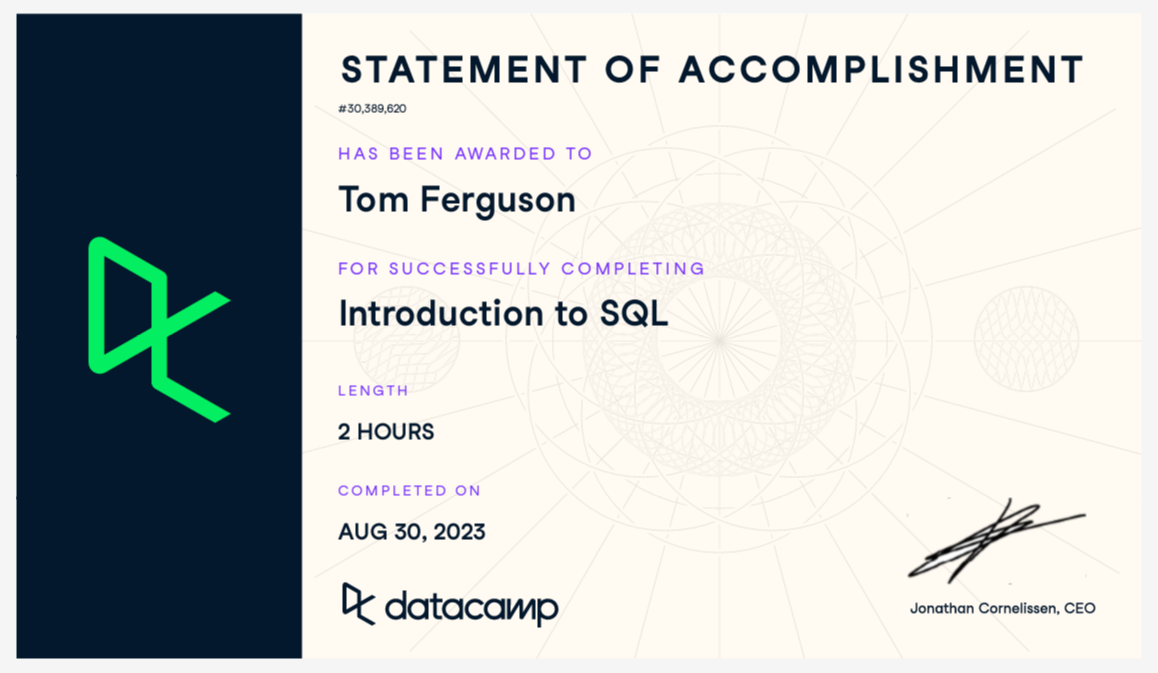 STATEMENT OF ACCOMPLISHMENT
#30,389,620
HAS BEEN AWARDED TO
Tom Ferguson
FOR SUCCESSFULLY COMPLETING
Introduction to SQL
LENGTH
2 HOURS
COMPLETED ON
AUG 30, 2023
datacamp
Jonathan Cornelissen, CEO